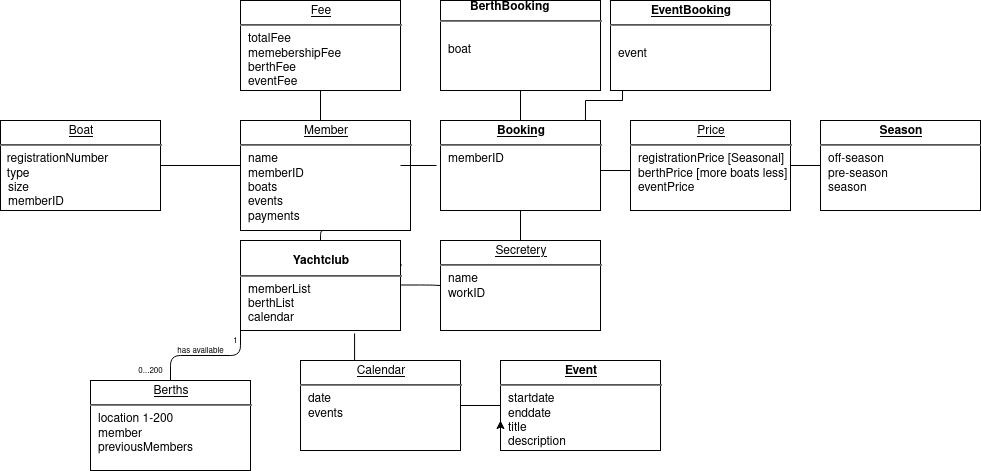 Fee
totalFee
memebershipFee
berthFee
eventFee
BerthBooking
boat
EventBooking
event
Boat
registrationNumber
type
size
memberID
Member
name
memberID
boats
events
payments
Booking
memberID
Price
registrationPrice [Seasonal]
berthPrice [more boats less]
eventPrice
Season
off-season
pre-season
season
Yachtclub
memberList
berthList
calendar
Secretery
name
workID
1
has available
0...200
Berths
location 1-200
member
previousMembers
Calendar
date
events
Event
startdate
enddate
title
description